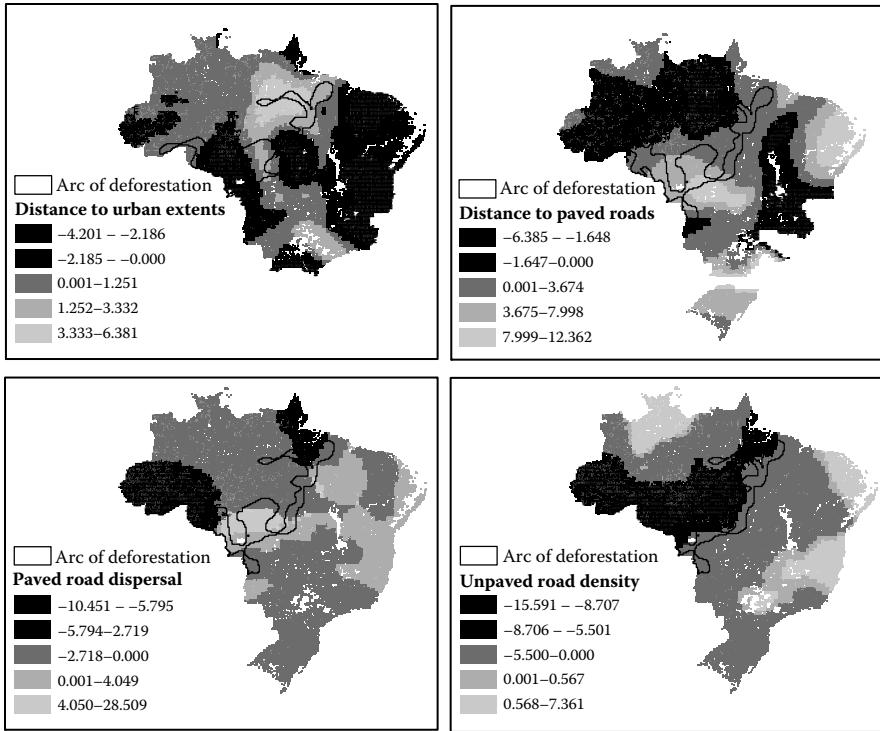 Arc of deforestation
Distance to urban extents
−4.201 – −2.186
−2.185 – −0.000
0.001–1.251
1.252–3.332
3.333–6.381
Arc of deforestation
Distance to paved roads
−6.385 – −1.648
−1.647–0.000
0.001–3.674
3.675–7.998
7.999–12.362
Arc of deforestation
Paved road dispersal
−10.451 – −5.795
−5.794–2.719
−2.718–0.000
0.001–4.049
4.050–28.509
Arc of deforestation
Unpaved road density
−15.591 – −8.707
−8.706 – −5.501
−5.500–0.000
0.001–0.567
0.568–7.361